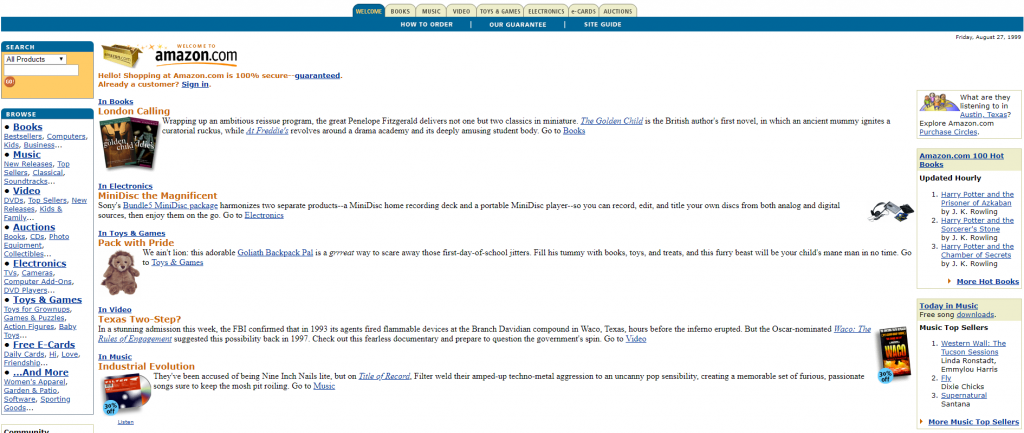 WELCOME BOOKS MUSIC VIDEO TOYS & GAMES ELECTRONICS e-CARDS AUCTIONS
HOW TO ORDER | OUR GUARANTEE | SITE GUIDE
Friday, August 27, 1999
SEARCH
All Products
GO!
BROWSE
• Books
Bestsellers, Computers,
Kids, Business...
• Music
New Releases, Top
Sellers, Classical,
Soundtracks...
• Video
DVDs, Top Sellers, New
Releases, Kids &
Family...
• Auctions
Books, CDs, Photo
Equipment,
Collectibles...
• Electronics
TVs, Cameras,
Computer Add-Ons,
DVD Players...
• Toys & Games
Toys for Grownups,
Games & Puzzles,
Action Figures, Baby
Toys...
• Free E-Cards
Daily Cards, Hi, Love,
Friendship...
• ...And More
Women's Apparel,
Garden & Patio,
Software, Sporting
Goods...
Community
WELCOME TO
amazon.com
Hello! Shopping at Amazon.com is 100% secure--guaranteed.
Already a customer? Sign in.
In Books
London Calling
Wrapping up an ambitious reissue program, the great Penelope Fitzgerald delivers not one but two classics in miniature. The Golden Child is the British author's first novel, in which an ancient mummy ignites a
curatorial ruckus, while At Freddie's revolves around a drama academy and its deeply amusing student body. Go to Books
In Electronics
MiniDisc the Magnificent
Sony's Bundle5 MiniDisc package harmonizes two separate products--a MiniDisc home recording deck and a portable MiniDisc player--so you can record, edit, and title your own discs from both analog and digital
sources, then enjoy them on the go. Go to Electronics
In Toys & Games
Pack with Pride
We ain't lion: this adorable Goliath Backpack Pal is a grrreat way to scare away those first-day-of-school jitters. Fill his tummy with books, toys, and treats, and this furry beast will be your child's mane man in no time. Go
to Toys & Games
In Video
Texas Two-Step?
In a stunning admission this week, the FBI confirmed that in 1993 its agents fired flammable devices at the Branch Davidian compound in Waco, Texas, hours before the inferno erupted. But the Oscar-nominated Waco: The
Rules of Engagement suggested this possibility back in 1997. Check out this fearless documentary and prepare to question the government's spin. Go to Video
WACO
30% off
In Music
Industrial Evolution
They've been accused of being Nine Inch Nails lite, but on Title of Record, Filter weld their amped-up techno-metal aggression to an uncanny pop sensibility, creating a memorable set of furious, passionate
songs sure to keep the mosh pit roiling. Go to Music
30% off
Listen
What are they
listening to in
Austin, Texas?
Explore Amazon.com
Purchase Circles.
Amazon.com 100 Hot
Books
Updated Hourly
1. Harry Potter and the
Prisoner of Azkaban
by J. K. Rowling
2. Harry Potter and the
Sorcerer's Stone
by J. K. Rowling
3. Harry Potter and the
Chamber of Secrets
by J. K. Rowling
More Hot Books
Today in Music
Free song downloads.
Music Top Sellers
1. Western Wall: The
Tucson Sessions
Linda Ronstadt,
Emmylou Harris
2. Fly
Dixie Chicks
3. Supernatural
Santana
More Music Top Sellers